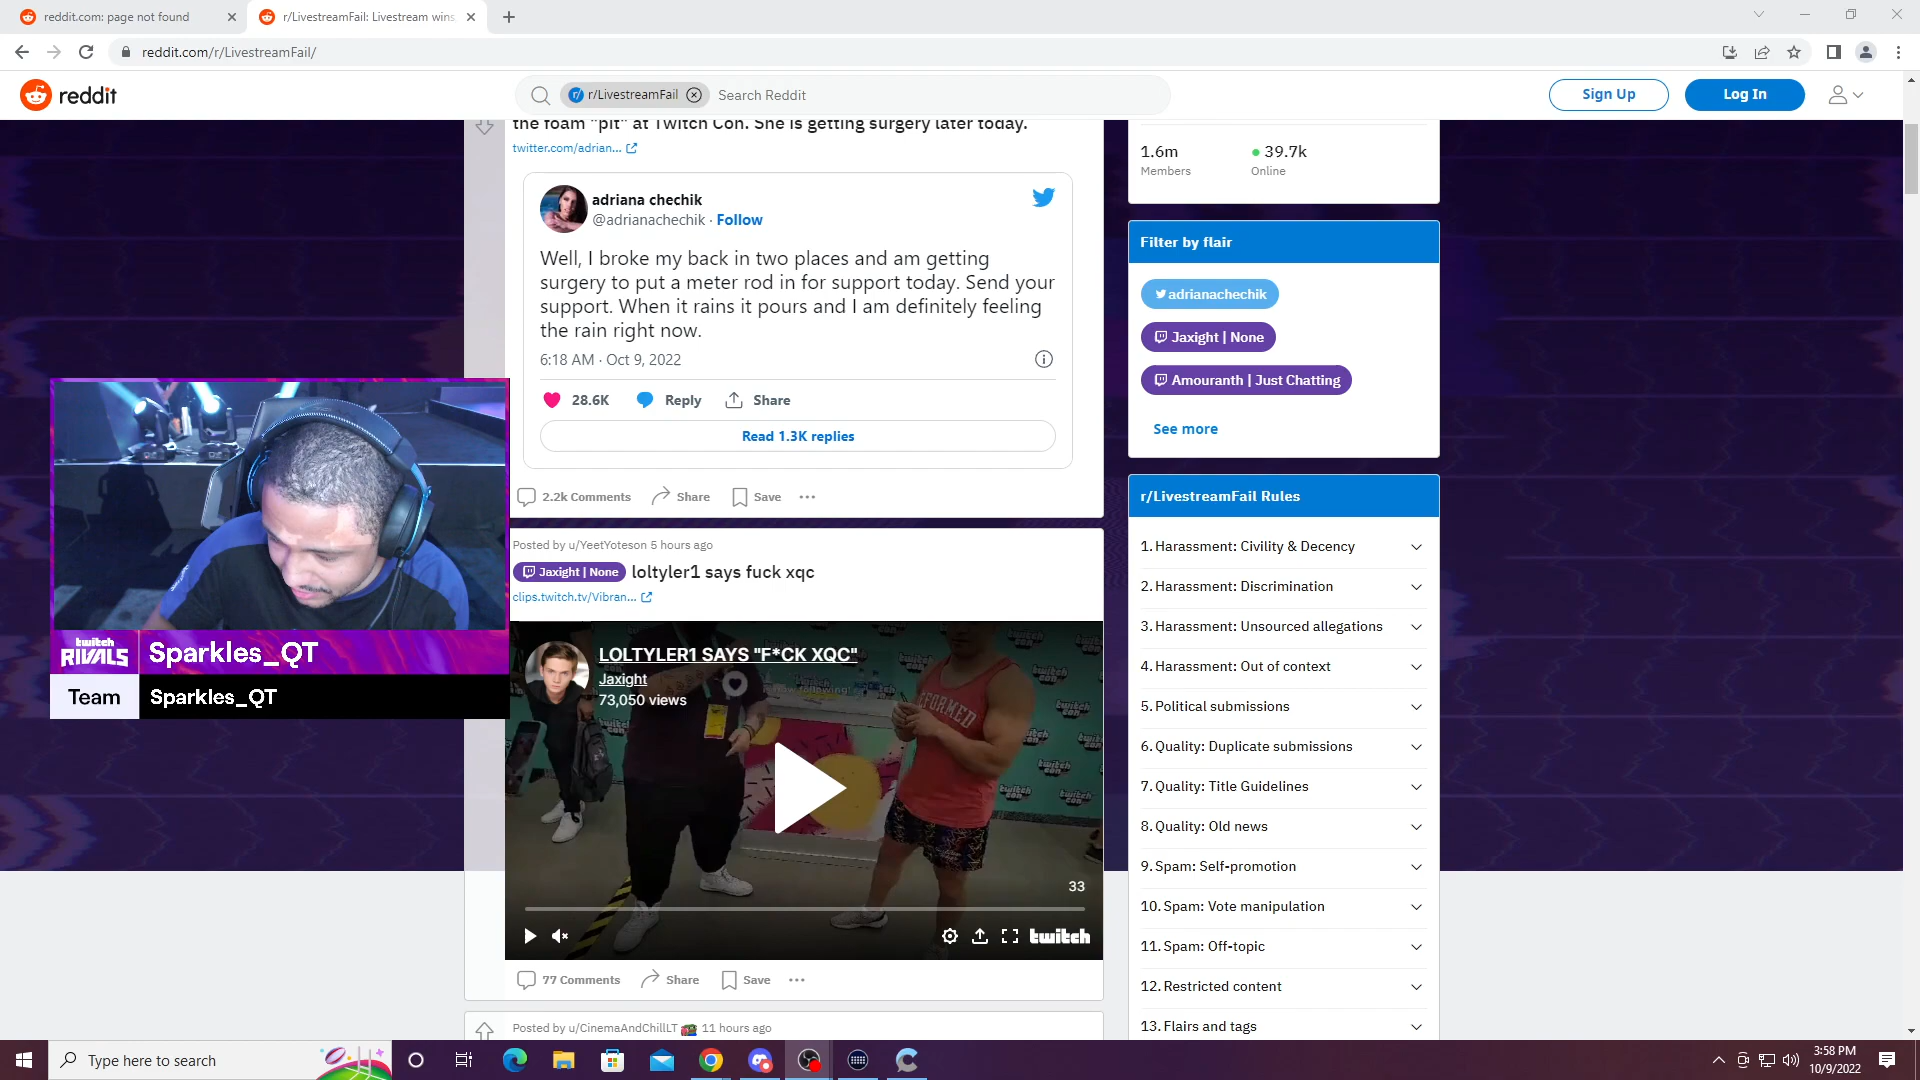 reddit.com: page not found
r/LivestreamFail: Livestream wins,
reddit.com/r/LivestreamFail/
reddit
r/LivestreamFail
Search Reddit
Sign Up
Log In
the foam "pit" at Twitch Con. She is getting surgery later today.
twitter.com/adrian...
adriana chechik
@adrianachechik · Follow
Well, I broke my back in two places and am getting
surgery to put a meter rod in for support today. Send your
support. When it rains it pours and I am definitely feeling
the rain right now.
6:18 AM · Oct 9, 2022
28.6K Reply Share
Read 1.3K replies
2.2k Comments Share Save
Posted by u/YeetYoteson 5 hours ago
Jaxight | None loltyler1 says fuck xqc
clips.twitch.tv/Vibran...
LOLTYLER1 SAYS "F*CK XQC"
Jaxight
73,050 views
now following!
EFORMED
twitch
con
33
twitch
77 Comments Share Save
Posted by u/CinemaAndChillLT 11 hours ago
twitch
RIVALS
Sparkles_QT
Team
Sparkles_QT
1.6m
Members
39.7k
Online
Filter by flair
adrianachechik
Jaxight | None
Amouranth | Just Chatting
See more
r/LivestreamFail Rules
1. Harassment: Civility & Decency
2. Harassment: Discrimination
3. Harassment: Unsourced allegations
4. Harassment: Out of context
5. Political submissions
6. Quality: Duplicate submissions
7. Quality: Title Guidelines
8. Quality: Old news
9. Spam: Self-promotion
10. Spam: Vote manipulation
11. Spam: Off-topic
12. Restricted content
13. Flairs and tags
Type here to search
3:58 PM
10/9/2022